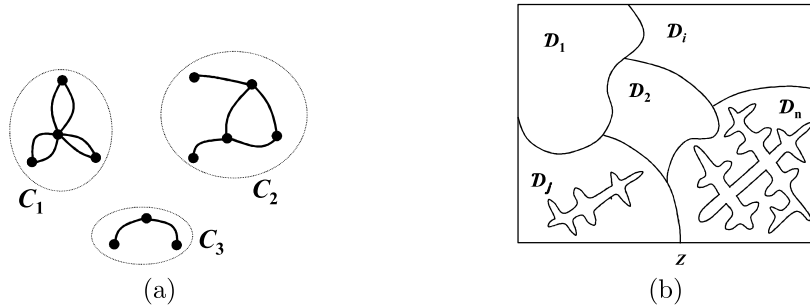 C₁
C₂
C₃
(a)
𝒟₁
𝒟ᵢ
𝒟₂
𝒟ₙ
𝒟ⱼ
Z
(b)